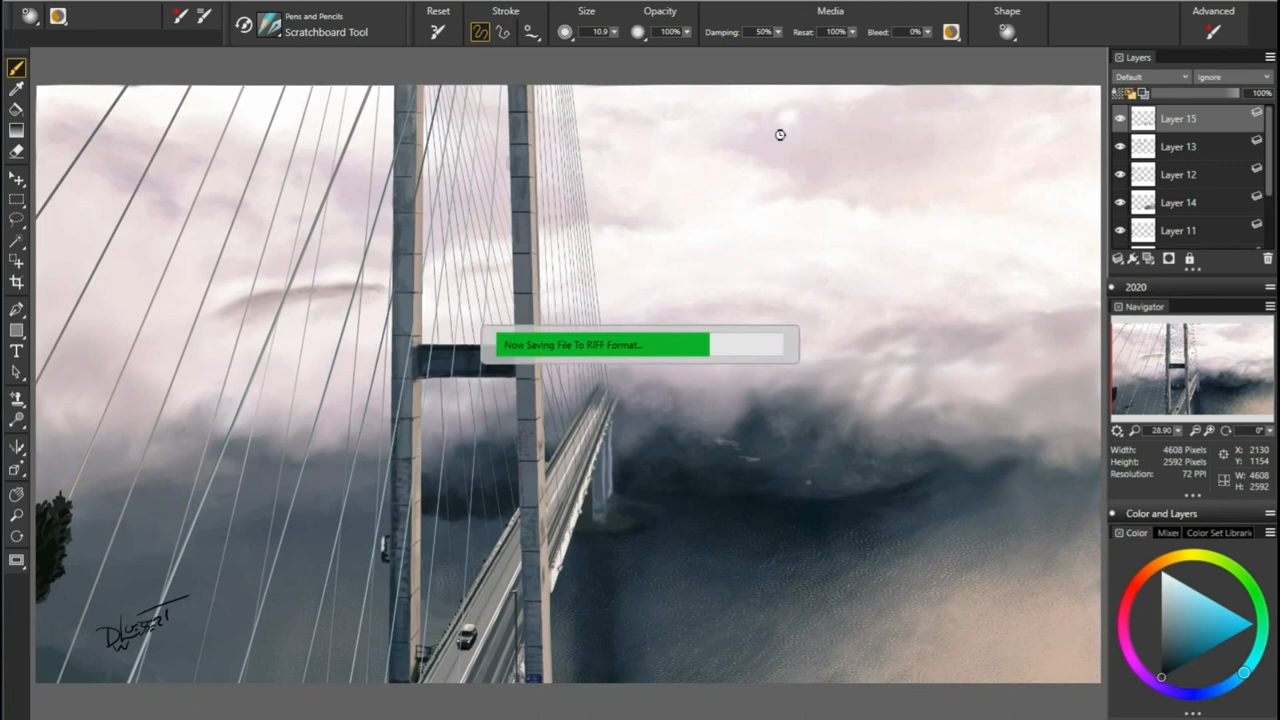 Pens and Pencils
Scratchboard Tool
Reset
Stroke
Size
10.9
Opacity
100%
Media
Damping: 50%
Resat: 100%
Bleed: 0%
Shape
Advanced
Layers
Default
Ignore
100%
Layer 15
Layer 13
Layer 12
Layer 14
Layer 11
2020
Navigator
28.90
0°
Width: 4608 Pixels
Height: 2592 Pixels
Resolution: 72 PPI
X: 2130
Y: 1154
W: 4608
H: 2592
Color and Layers
Color
Mixer
Color Set Librari
Now Saving File To RIFF Format...